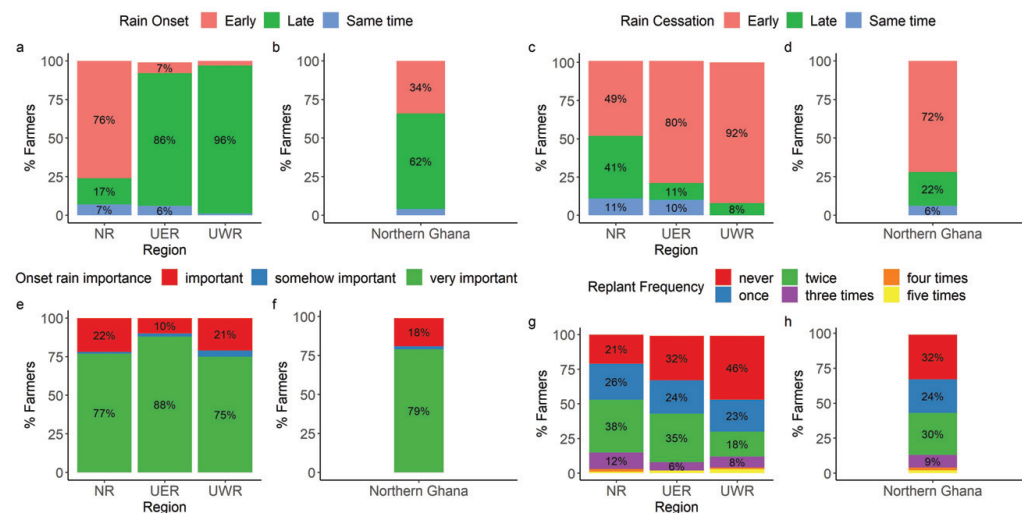 Rain Onset Early Late Same time
a
b
% Farmers
100
75
50
25
0
76%
17%
7%
7%
86%
6%
96%
NR UER UWR
Region
% Farmers
100
75
50
25
0
34%
62%
Northern Ghana
Rain Cessation Early Late Same time
c
d
% Farmers
100
75
50
25
0
49%
41%
11%
80%
11%
10%
92%
8%
NR UER UWR
Region
% Farmers
100
75
50
25
0
72%
22%
6%
Northern Ghana
Onset rain importance important somehow important very important
e
f
% Farmers
100
75
50
25
0
22%
77%
10%
88%
21%
75%
NR UER UWR
Region
% Farmers
100
75
50
25
0
18%
79%
Northern Ghana
Replant Frequency never twice four times
once three times five times
g
h
% Farmers
100
75
50
25
0
21%
26%
38%
12%
32%
24%
35%
6%
46%
23%
18%
8%
NR UER UWR
Region
% Farmers
100
75
50
25
0
32%
24%
30%
9%
Northern Ghana